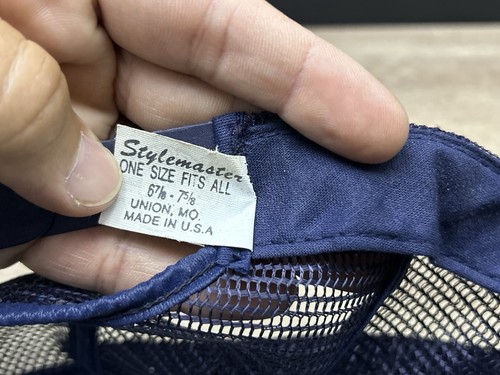 Stylemaster
ONE SIZE FITS ALL
6⅞ - 7⅝
UNION, MO.
MADE IN U.S.A